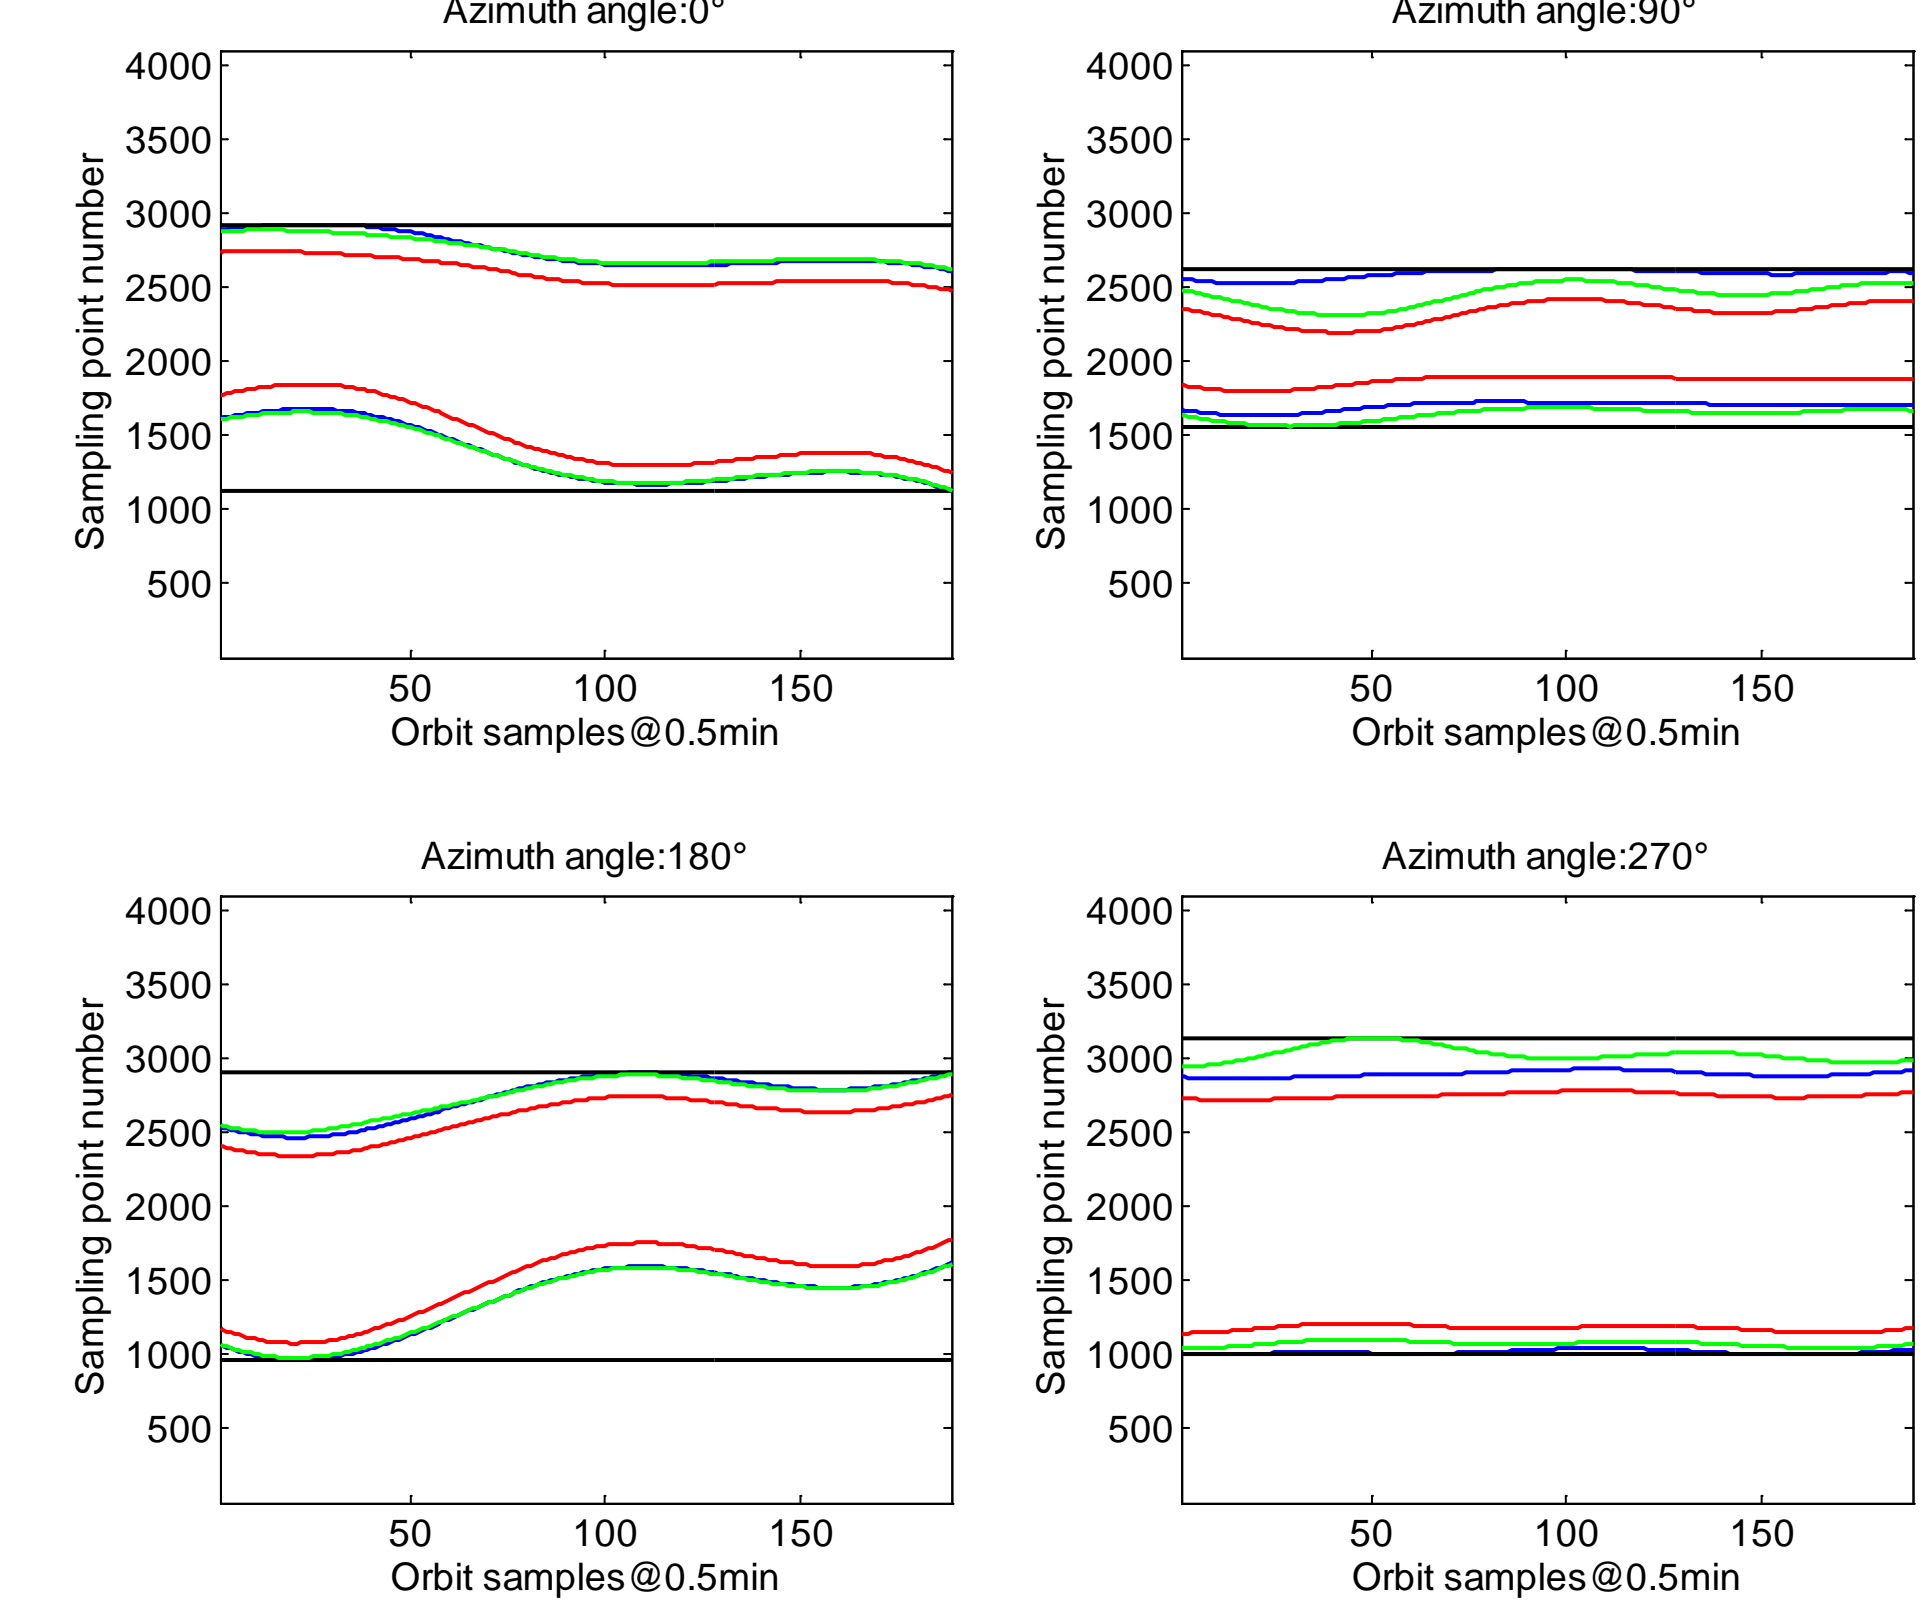 Azimuth angle:0°
4000
3500
3000
2500
2000
1500
1000
500
Sampling point number
50 100 150
Orbit samples@0.5min
Azimuth angle:90°
4000
3500
3000
2500
2000
1500
1000
500
Sampling point number
50 100 150
Orbit samples@0.5min
Azimuth angle:180°
4000
3500
3000
2500
2000
1500
1000
500
Sampling point number
50 100 150
Orbit samples@0.5min
Azimuth angle:270°
4000
3500
3000
2500
2000
1500
1000
500
Sampling point number
50 100 150
Orbit samples@0.5min